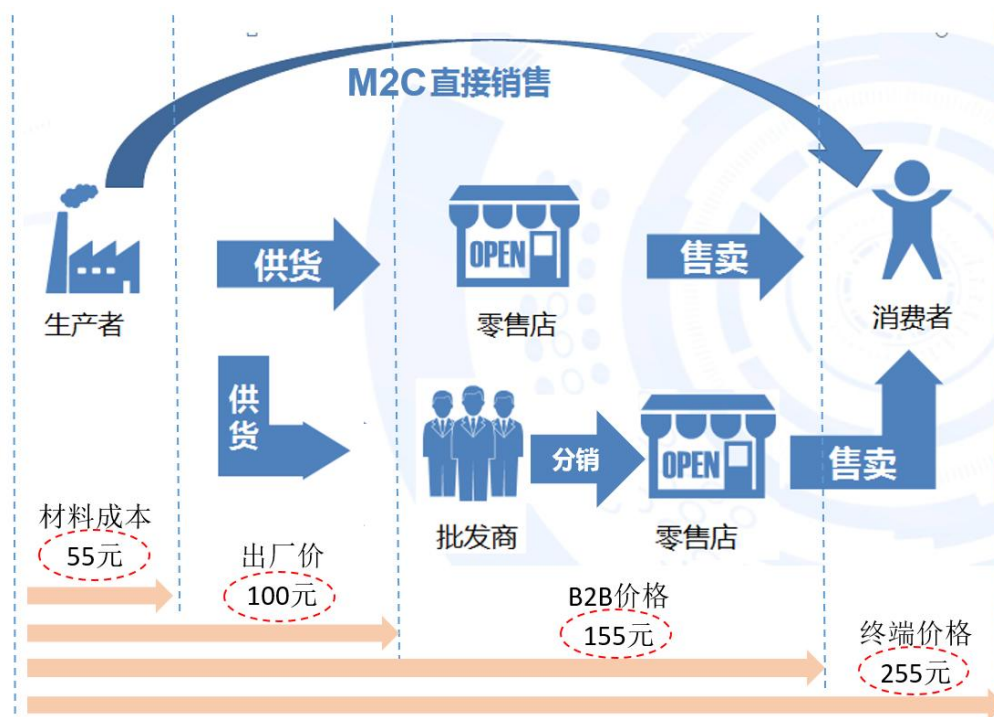 M2C直接销售
供货
OPEN
售卖
生产者
零售店
消费者
供
货
分销
OPEN
售卖
批发商
零售店
材料成本
55元
出厂价
100元
B2B价格
155元
终端价格
255元